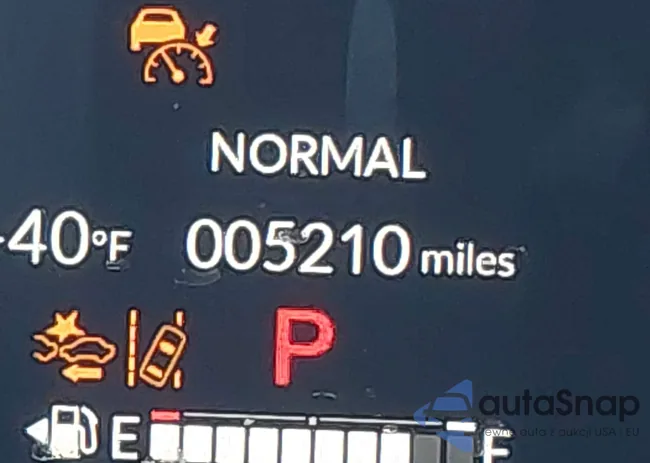 NORMAL
-40°F 005210 miles
P
autaSnap
E F